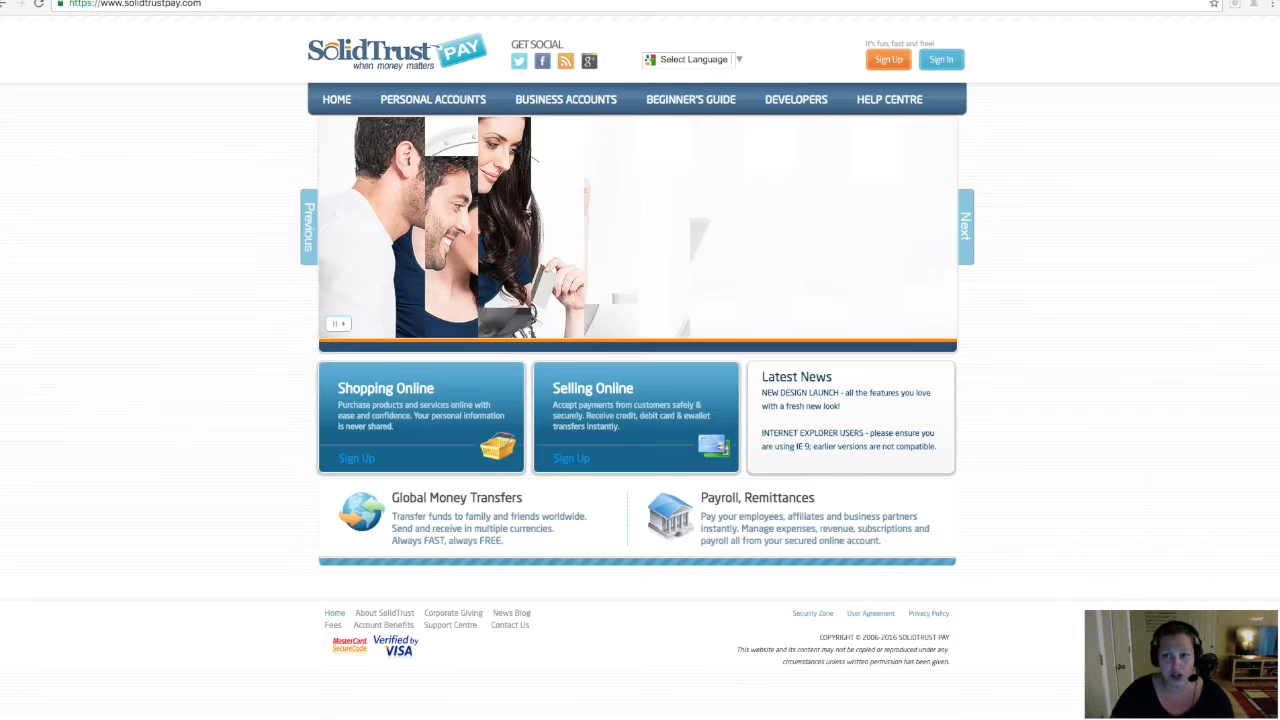 https://www.solidtrustpay.com
SolidTrust PAY
when money matters
GET SOCIAL
Select Language
It's fun, fast and free!
Sign Up
Sign In
HOME
PERSONAL ACCOUNTS
BUSINESS ACCOUNTS
BEGINNER'S GUIDE
DEVELOPERS
HELP CENTRE
Previous
Next
Shopping Online
Purchase products and services online with
ease and confidence. Your personal information
is never shared.
Sign Up
Selling Online
Accept payments from customers safely &
securely. Receive credit, debit card & ewallet
transfers instantly.
Sign Up
Latest News
NEW DESIGN LAUNCH - all the features you love
with a fresh new look!
INTERNET EXPLORER USERS - please ensure you
are using IE 9; earlier versions are not compatible.
Global Money Transfers
Transfer funds to family and friends worldwide.
Send and receive in multiple currencies.
Always FAST, always FREE.
Payroll, Remittances
Pay your employees, affiliates and business partners
instantly. Manage expenses, revenue, subscriptions and
payroll all from your secured online account.
Home About SolidTrust Corporate Giving News Blog
Fees Account Benefits Support Centre Contact Us
MasterCard.
SecureCode
Verified by
VISA
Security Zone User Agreement Privacy Policy
COPYRIGHT © 2006-2016 SOLIDTRUST PAY
This website and its content may not be copied or reproduced under any
circumstances unless written permission has been given.